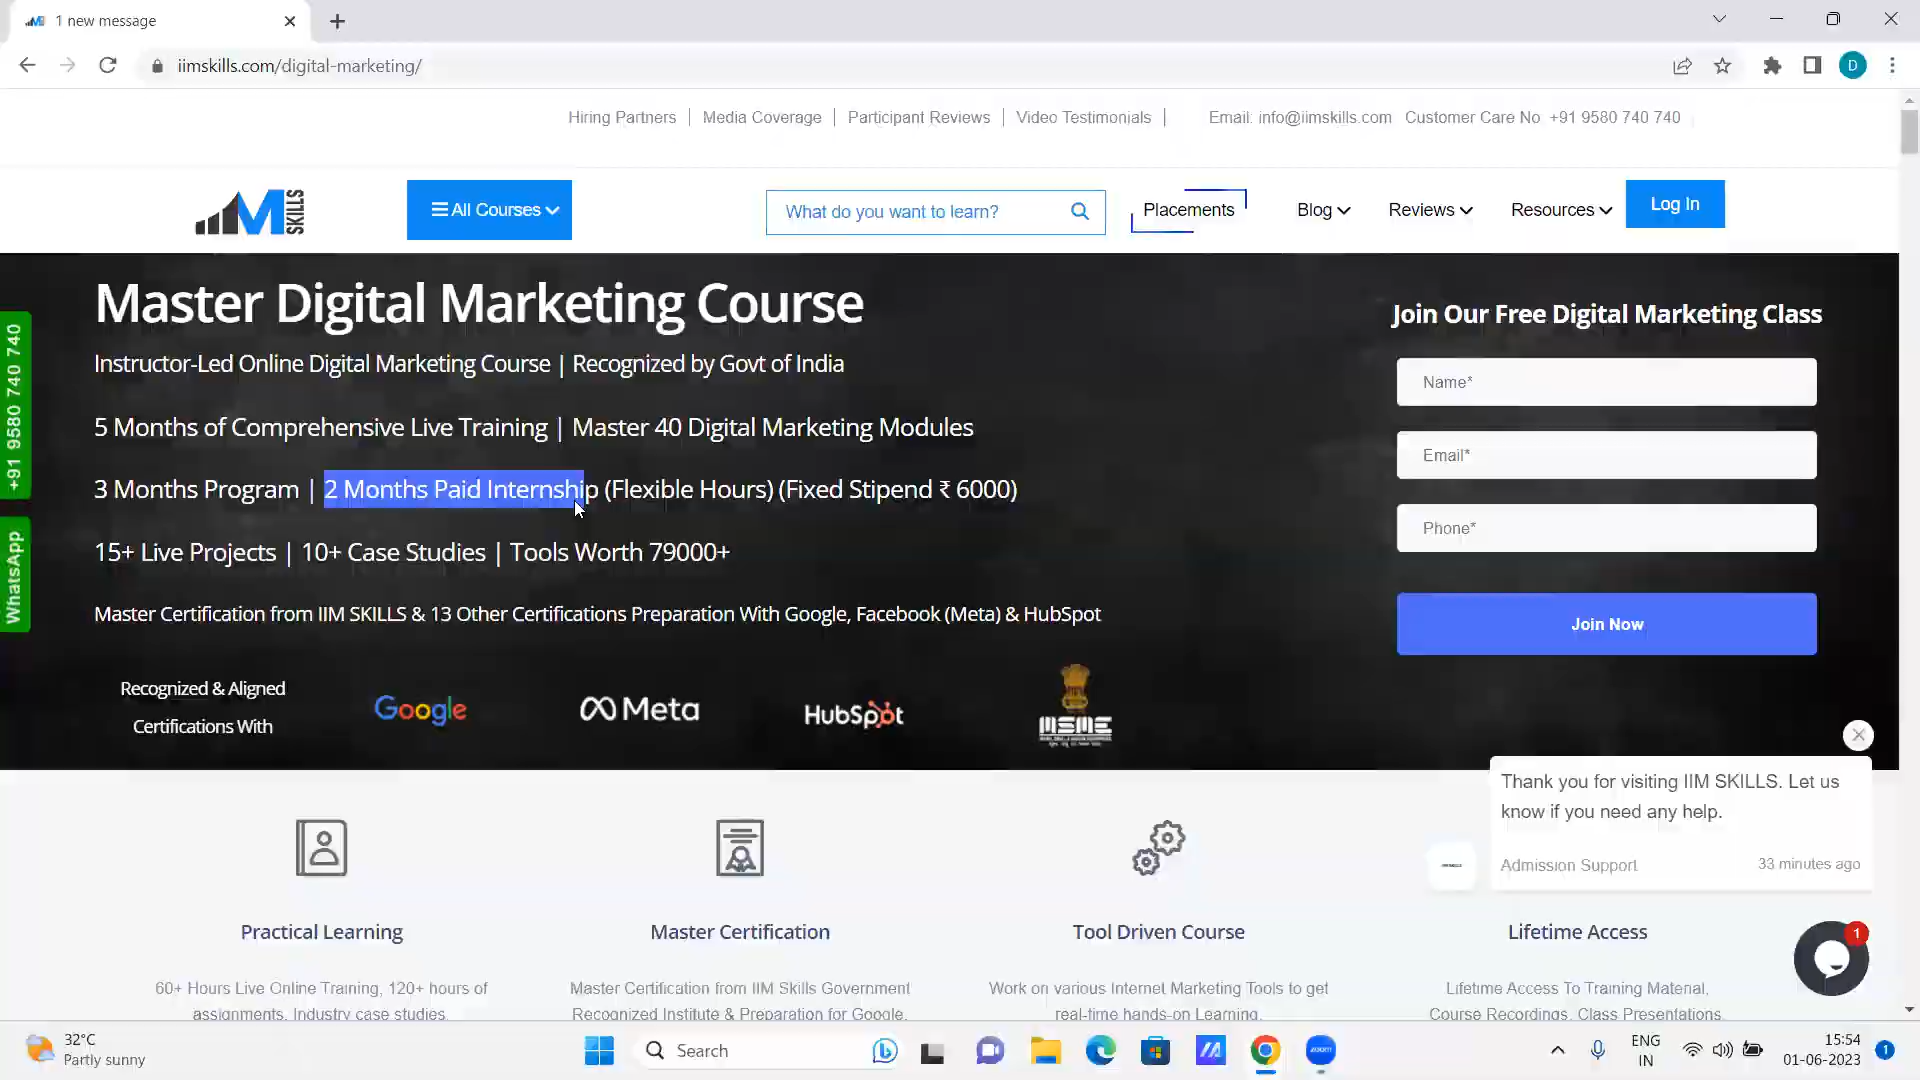 1 new message
iimskills.com/digital-marketing/
D
Hiring Partners | Media Coverage | Participant Reviews | Video Testimonials | Email: info@iimskills.com Customer Care No +91 9580 740 740
IIM SKILLS
All Courses
What do you want to learn?
Placements
Blog
Reviews
Resources
Log In
+91 9580 740 740
WhatsApp
Master Digital Marketing Course
Instructor-Led Online Digital Marketing Course | Recognized by Govt of India
5 Months of Comprehensive Live Training | Master 40 Digital Marketing Modules
3 Months Program | 2 Months Paid Internship (Flexible Hours) (Fixed Stipend ₹ 6000)
15+ Live Projects | 10+ Case Studies | Tools Worth 79000+
Master Certification from IIM SKILLS & 13 Other Certifications Preparation With Google, Facebook (Meta) & HubSpot
Recognized & Aligned
Certifications With
Google
Meta
HubSpot
MSME
Join Our Free Digital Marketing Class
Name*
Email*
Phone*
Join Now
Thank you for visiting IIM SKILLS. Let us
know if you need any help.
Admission Support 33 minutes ago
1
Practical Learning
60+ Hours Live Online Training, 120+ hours of
assignments. Industry case studies.
Master Certification
Master Certification from IIM Skills Government
Recognized Institute & Preparation for Google,
Tool Driven Course
Work on various Internet Marketing Tools to get
real-time hands-on Learning.
Lifetime Access
Lifetime Access To Training Material,
Course Recordings, Class Presentations,
32°C
Partly sunny
Search
zoom
ENG
IN
15:54
01-06-2023
1